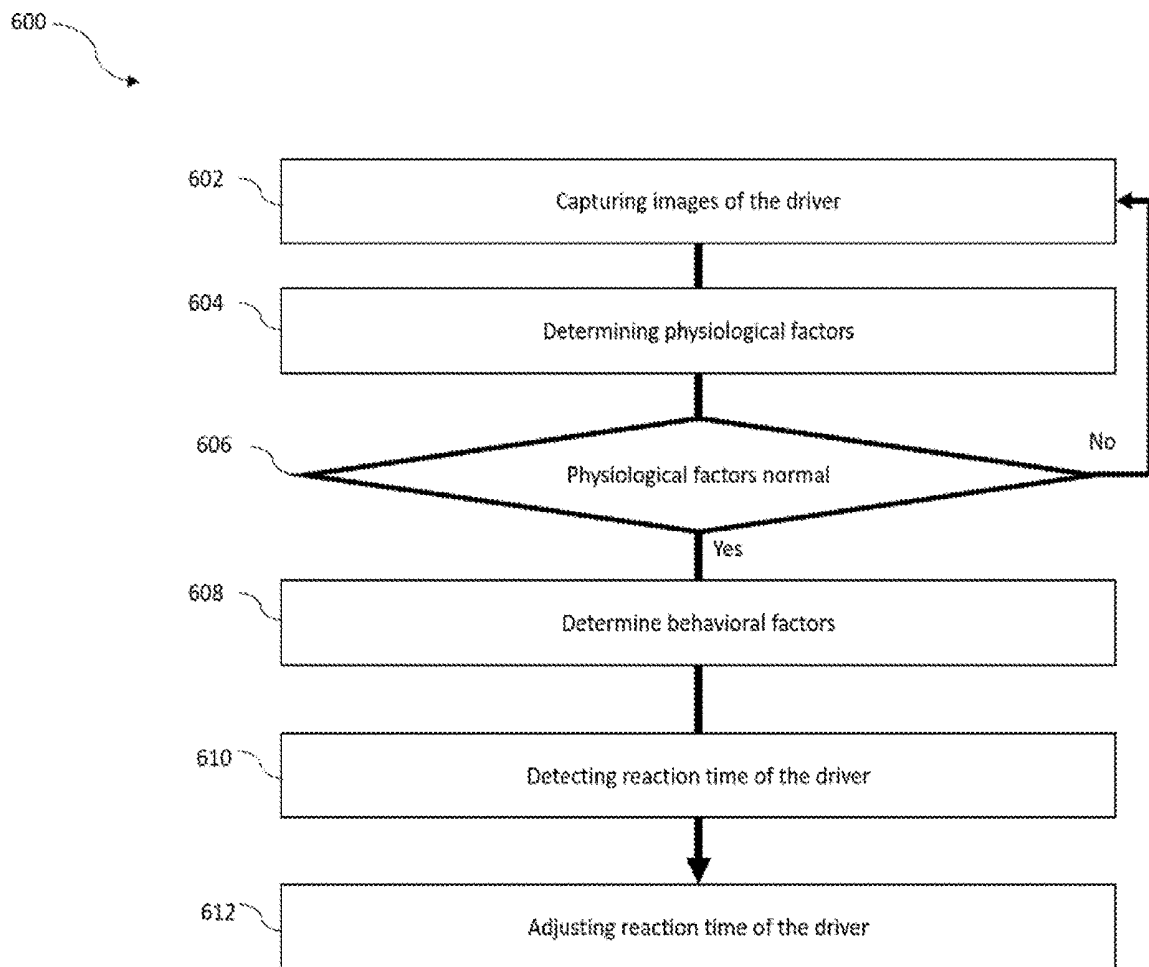 600
602
Capturing images of the driver
604
Determining physiological factors
606
Physiological factors normal
No
Yes
608
Determine behavioral factors
610
Detecting reaction time of the driver
612
Adjusting reaction time of the driver